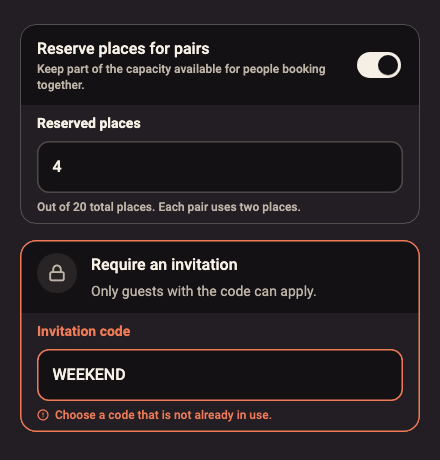 Reserve places for pairs
Keep part of the capacity available for people booking
together.
Reserved places
4
Out of 20 total places. Each pair uses two places.
Require an invitation
Only guests with the code can apply.
Invitation code
WEEKEND
Choose a code that is not already in use.